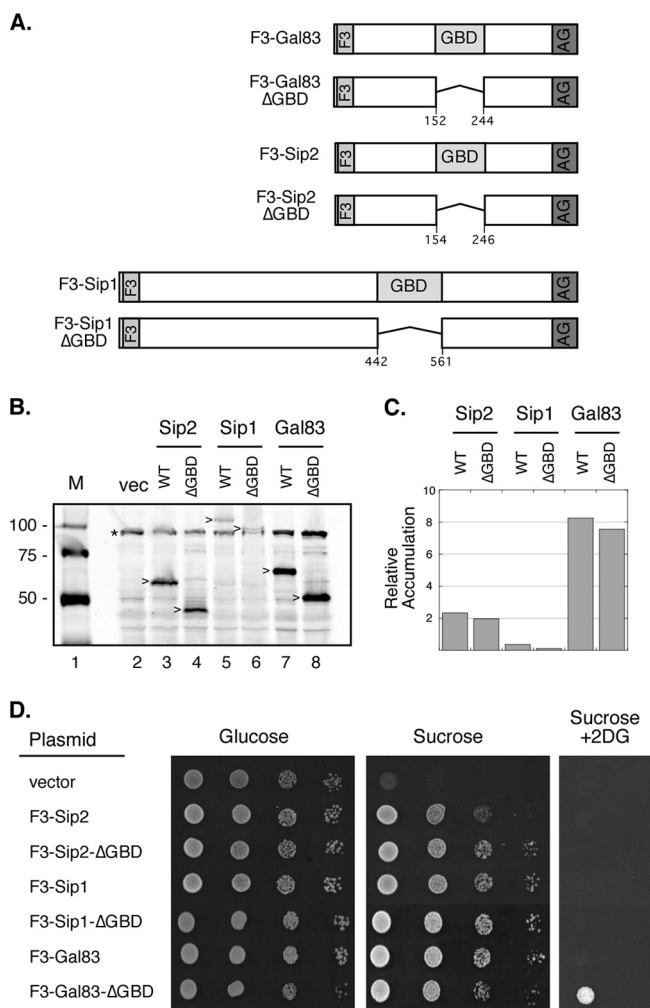 A.
F3-Gal83
F3 GBD AG
F3-Gal83
ΔGBD
F3 AG
152 244
F3-Sip2
F3 GBD AG
F3-Sip2
ΔGBD
F3 AG
154 246
F3-Sip1
F3 GBD AG
F3-Sip1
ΔGBD
F3 AG
442 561
B.
Sip2 Sip1 Gal83
M vec WT ΔGBD WT ΔGBD WT ΔGBD
100 -
75 -
50 -
*
> > > > > >
1 2 3 4 5 6 7 8
C.
Sip2 Sip1 Gal83
WT ΔGBD WT ΔGBD WT ΔGBD
Relative
Accumulation
10
8
6
4
2
D.
Plasmid Glucose Sucrose Sucrose
+2DG
vector
F3-Sip2
F3-Sip2-ΔGBD
F3-Sip1
F3-Sip1-ΔGBD
F3-Gal83
F3-Gal83-ΔGBD